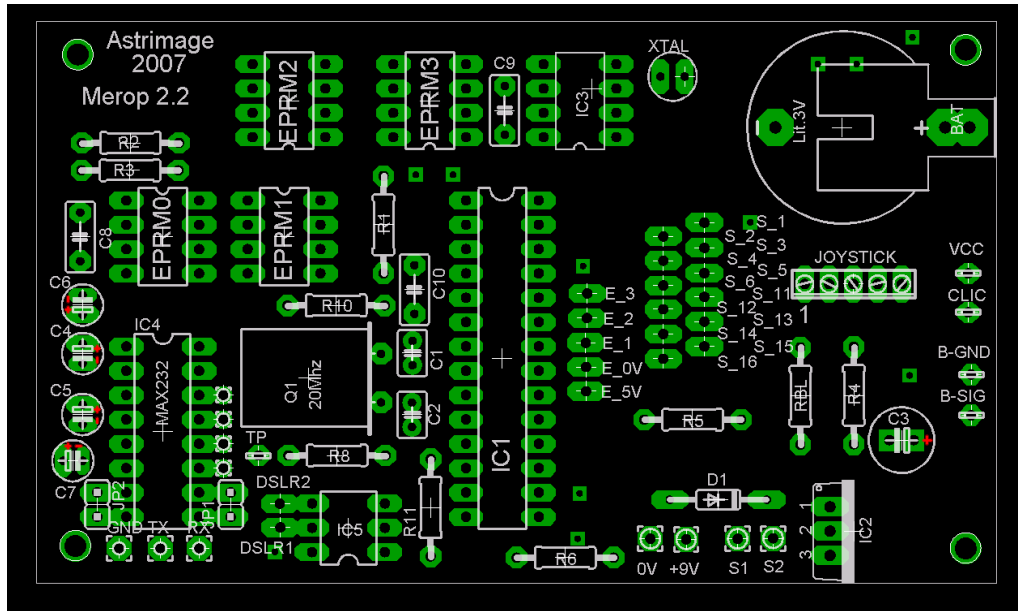 Astrimage
2007
Merop 2.2
EPRM2
EPRM3
C9
IC3
XTAL
Lit.3V
+
BAT
R2
R3
EPRM0
EPRM1
R1
C8
C10
S_1
S_2
S_3
S_4
S_5
S_6
S_11
S_12
S_13
S_14
S_15
S_16
JOYSTICK
1
VCC
CLIC
B-GND
B-SIG
C6
C4
C5
C7
IC4
MAX232
R10
Q1
20Mhz
C1
C2
E_3
E_2
E_1
E_0V
E_5V
IC1
R5
R4
C3
+
TP
R8
DSLR2
DSLR1
IC5
R11
R6
D1
1
2
3
IC2
JP2
JP1
GND
TX
RX
0V
+9V
S1
S2